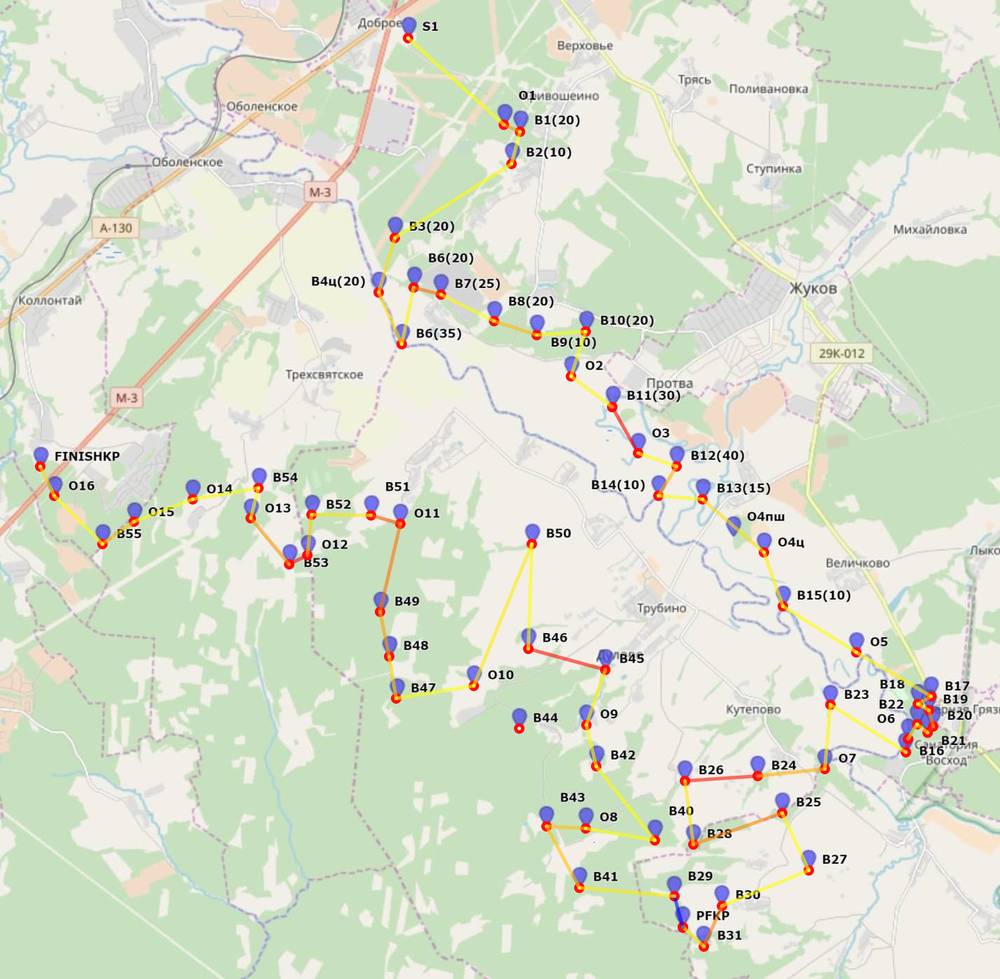 Доброе
S1
Верховье
Трясь
Поливановка
O1
Кривошеино
Оболенское
B1(20)
B2(10)
Оболенское
Ступинка
М-3
А-130
B3(20)
Михайловка
B6(20)
B4ц(20)
B7(25)
Жуков
Коллонтай
B8(20)
B10(20)
B6(35)
B9(10)
29К-012
O2
Трехсвятское
Протва
М-3
B11(30)
O3
FINISHKP
B12(40)
B54
O16
B51
B14(10)
B13(15)
O14
B52
O13
O15
O11
O4пш
B55
B50
O12
O4ц
B53
Величково
B15(10)
B49
Трубино
B48
B46
O5
B45
O10
B18
B17
B47
B23
B19
Кутепово
B22
B44
O9
O6
B20
B21
B16
Санатория
Восход
B42
O7
B26
B24
B43
O8
B40
B25
B28
B27
B41
B29
B30
PFKP
B31